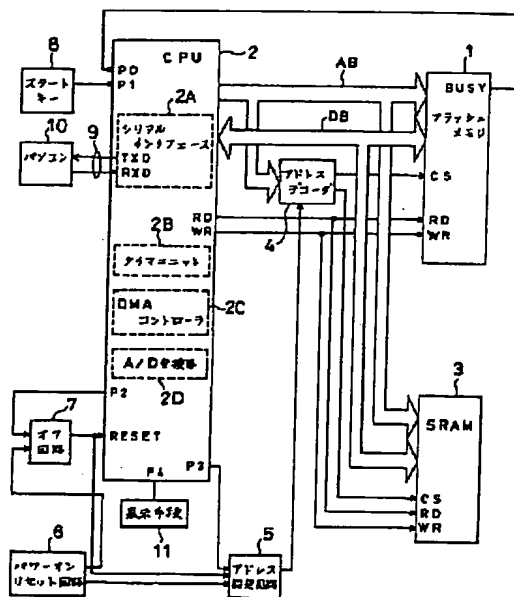 8
スタート
キー
PO
P1
CPU
2
AB
1
BUSY
フラッシュ
メモリ
2A
シリアル
インタフェース
TXD
RXD
DB
10
9
パソコン
アドレス
デコーダ
4
CS
RD
WR
RD
WR
2B
タイマユニット
DMA
コントローラ
2C
A/D変換器
2D
3
SRAM
P2
7
オア
回路
RESET
P4
P3
CS
RD
WR
表示手段
11
6
パワーオン
リセット回路
5
アドレス
設定回路